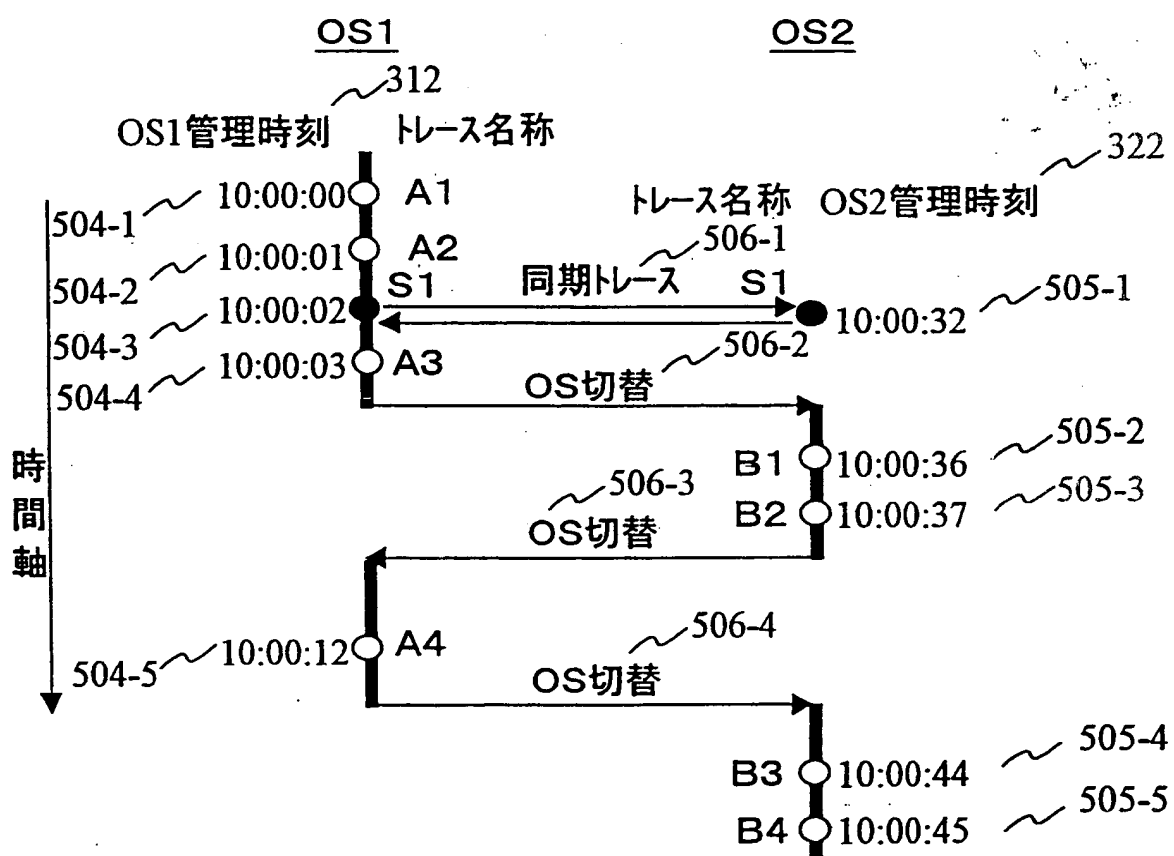 OS1
OS2
312
OS1管理時刻 トレース名称
322
トレース名称 OS2管理時刻
504-1 10:00:00 A1
504-2 10:00:01 A2
506-1
504-3 10:00:02 S1 同期トレース S1
10:00:32 505-1
506-2
504-4 10:00:03 A3
OS切替
時間軸
B1 10:00:36 505-2
506-3
B2 10:00:37 505-3
OS切替
506-4
504-5 10:00:12 A4
OS切替
B3 10:00:44 505-4
B4 10:00:45 505-5